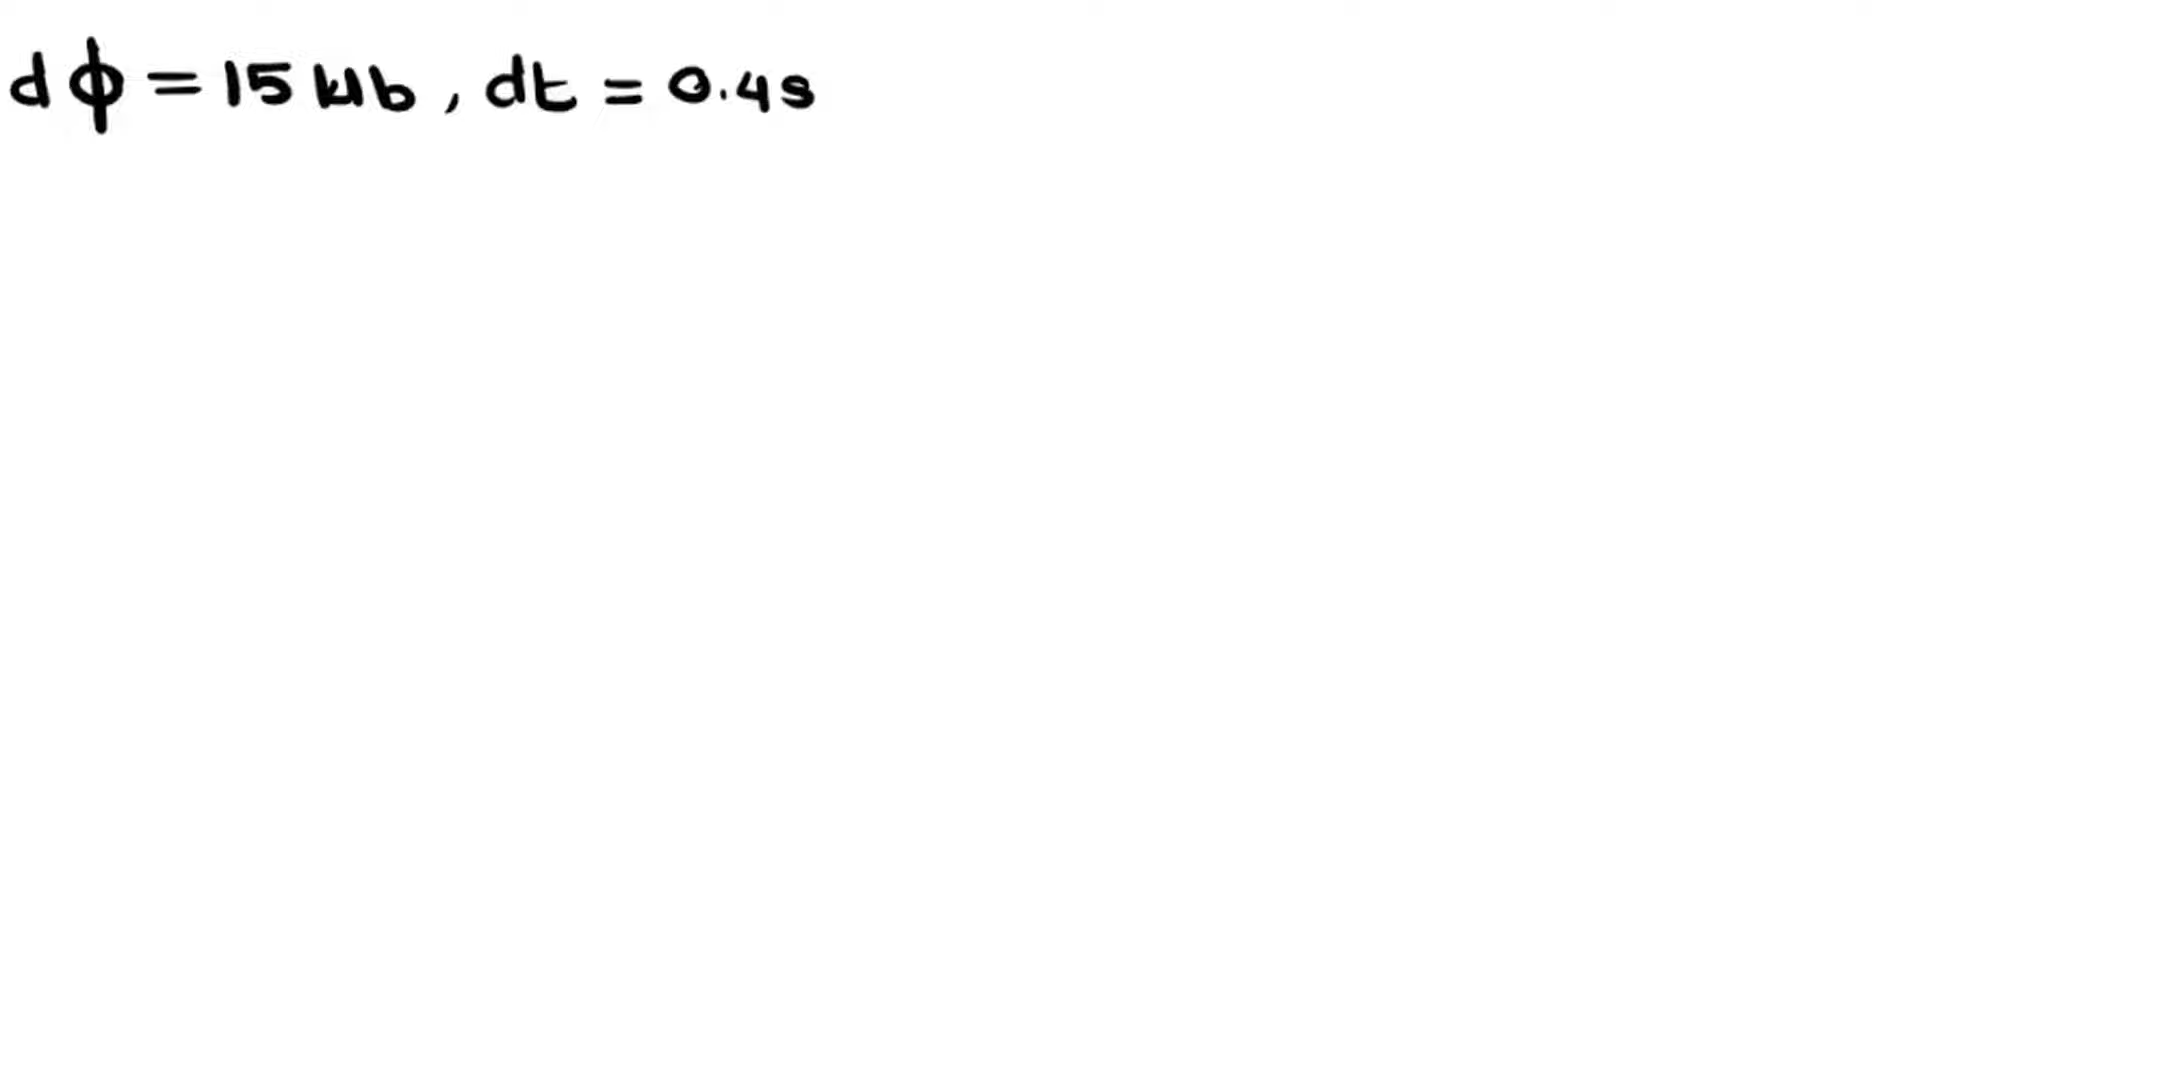 dϕ = 15 Wb, dt = 0.4s